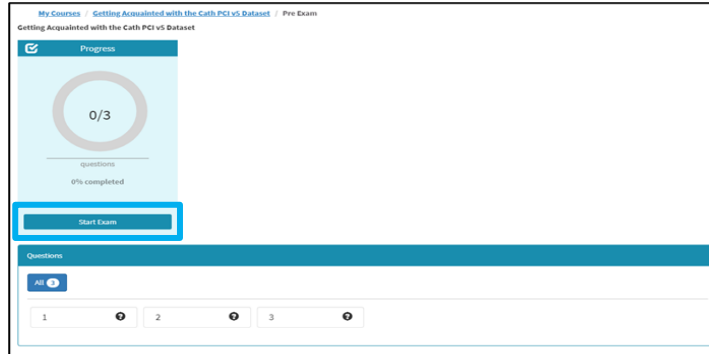 My Courses / Getting Acquainted with the Cath PCI v5 Dataset / Pre Exam
Getting Acquainted with the Cath PCI v5 Dataset
Progress
0/3
questions
0% completed
Start Exam
Questions
All 3
1 ? 2 ? 3 ?